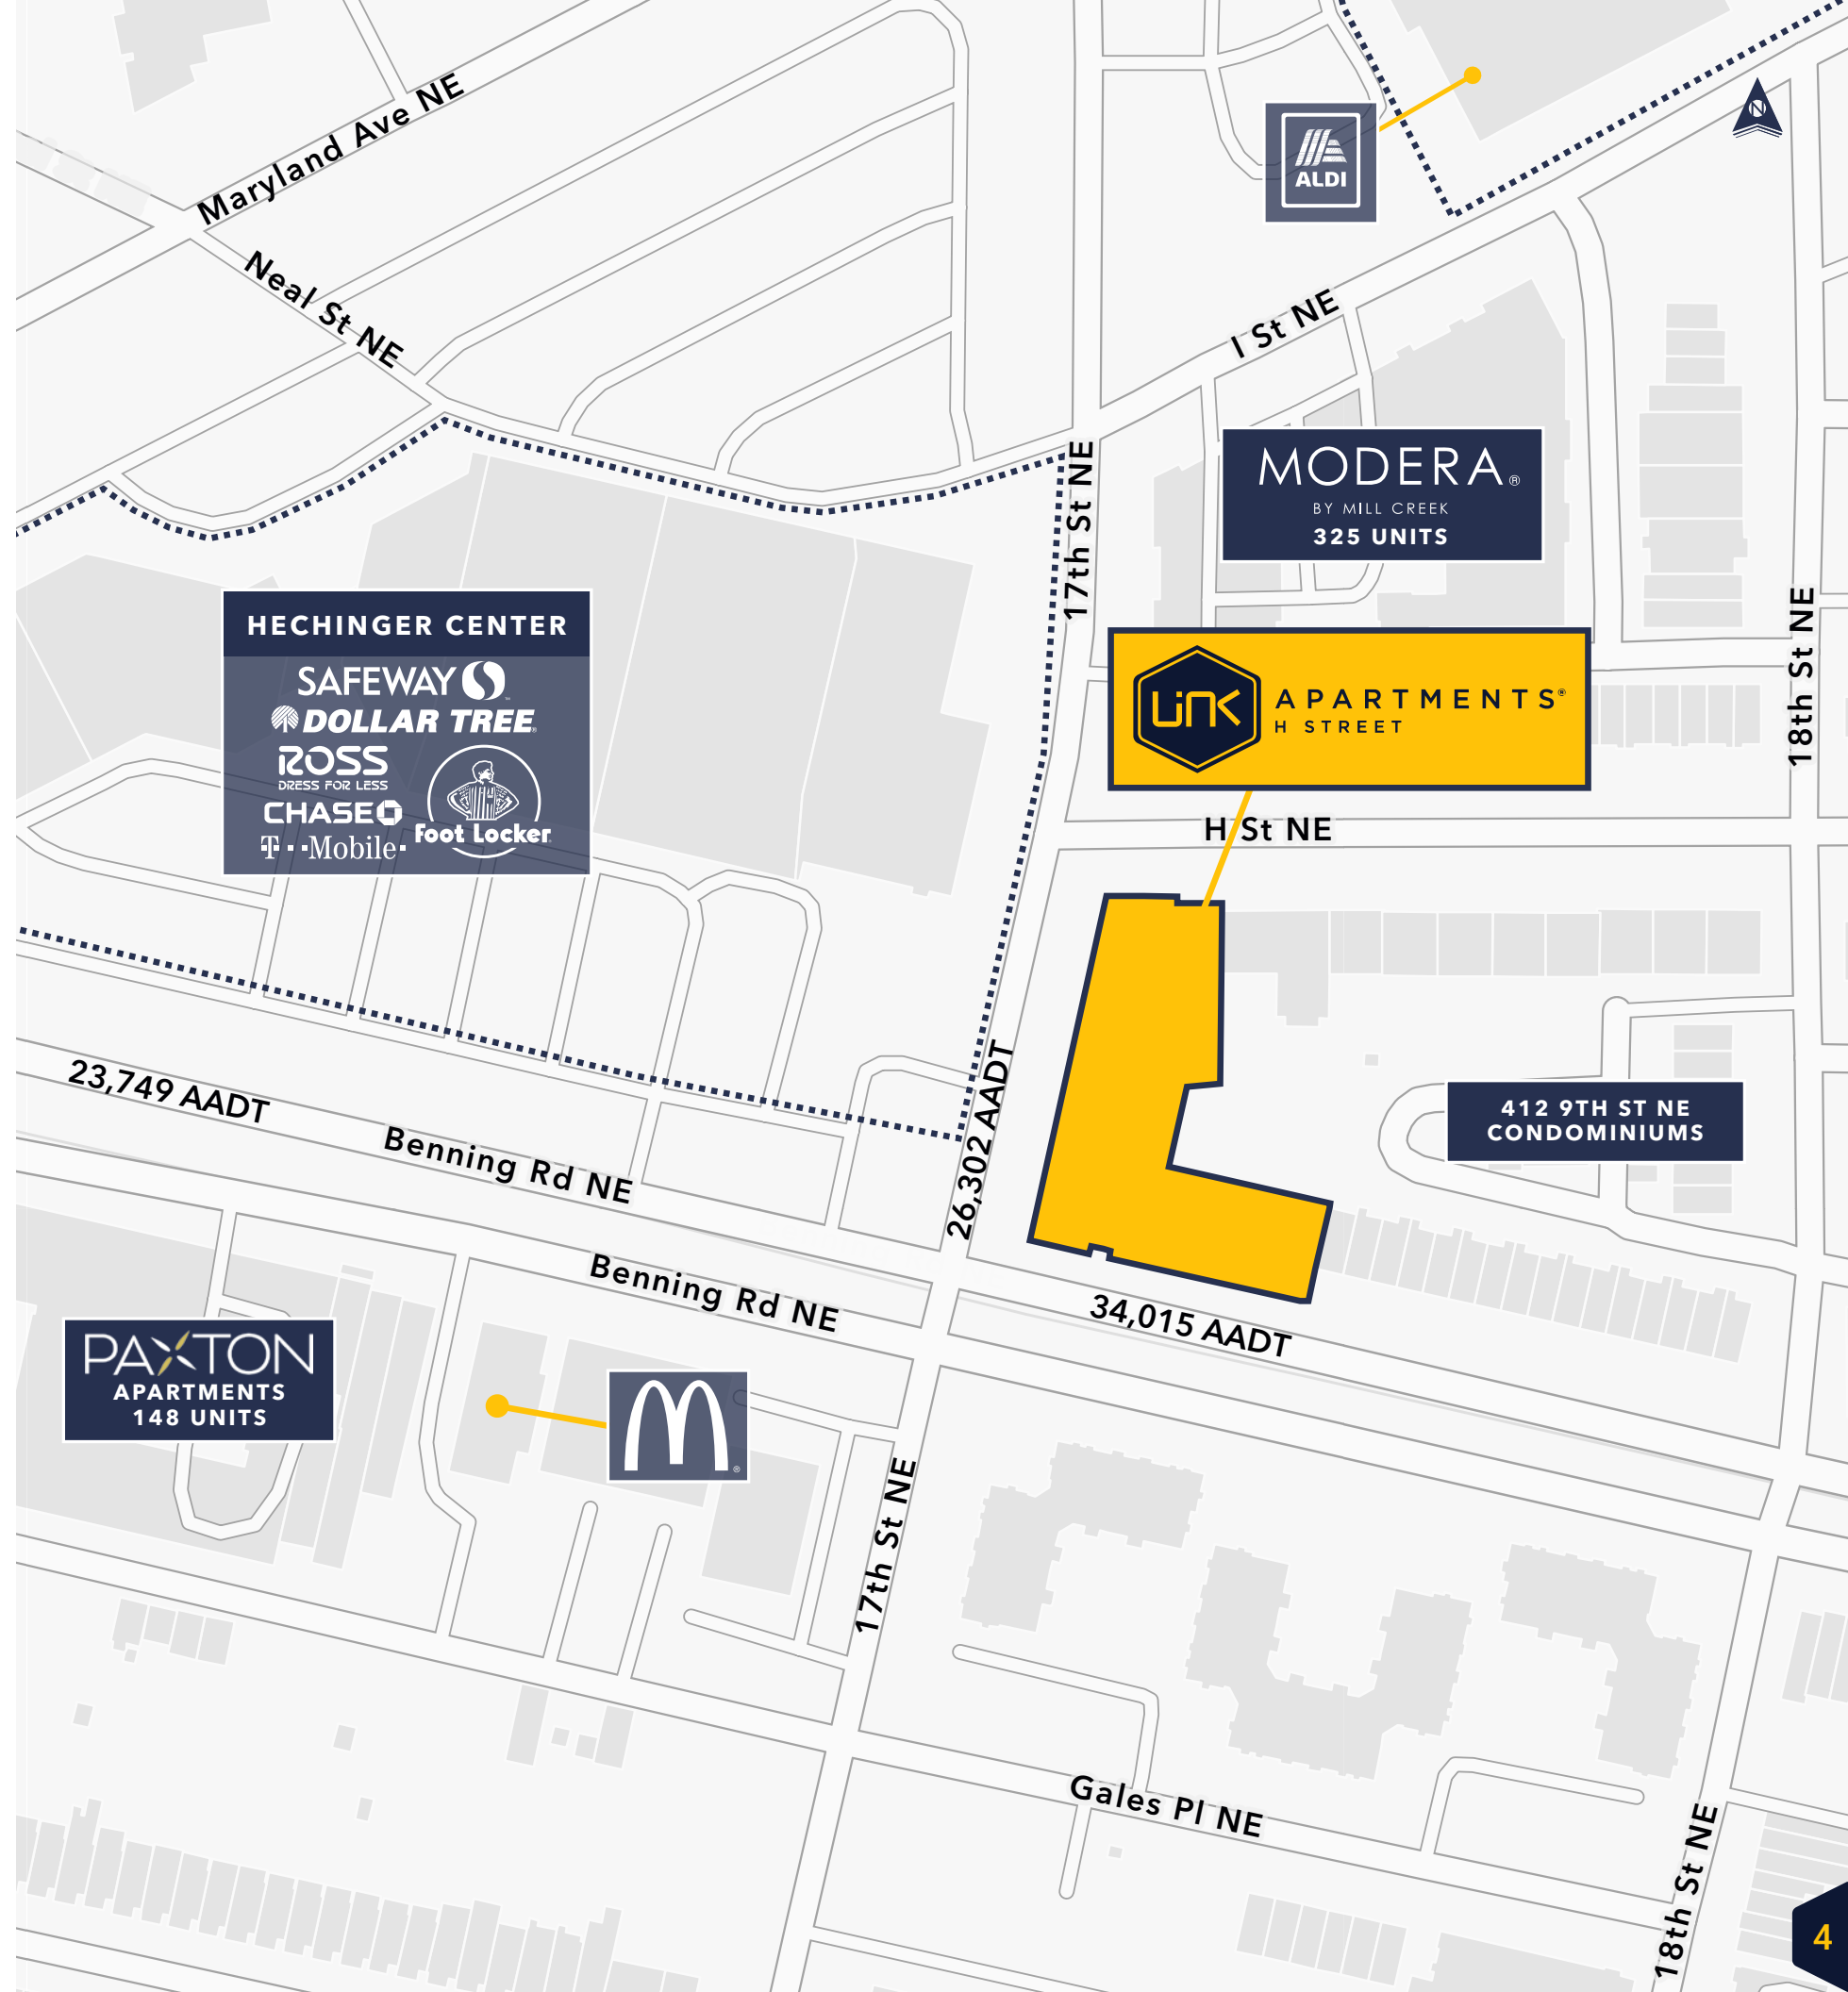 Maryland Ave NE
N
ALDI
Neal St NE
I St NE
17th St NE
MODERA®
BY MILL CREEK
325 UNITS
18th St NE
HECHINGER CENTER
SAFEWAY
DOLLAR TREE
ROSS
DRESS FOR LESS
CHASE
T··Mobile·
Foot Locker
LINK
APARTMENTS®
H STREET
H St NE
23,749 AADT
Benning Rd NE
26,302 AADT
412 9TH ST NE
CONDOMINIUMS
Benning Rd NE
34,015 AADT
PAXTON
APARTMENTS
148 UNITS
M
17th St NE
Gales Pl NE
18th St NE
4